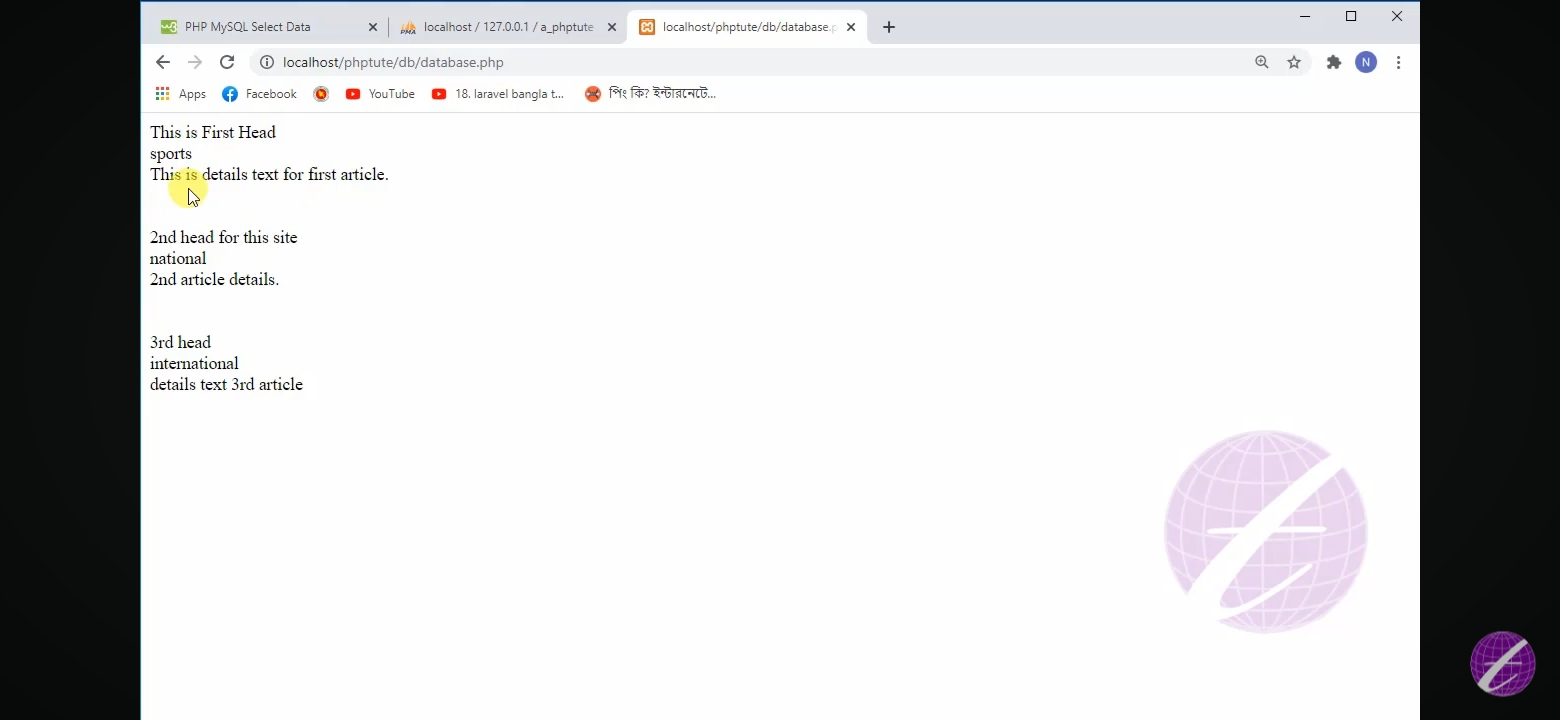 PHP MySQL Select Data
localhost / 127.0.0.1 / a_phptute
localhost/phptute/db/database.p
localhost/phptute/db/database.php
N
Apps
Facebook
YouTube
18. laravel bangla t...
পিং কি? ইন্টারনেটে...
This is First Head
sports
This is details text for first article.
2nd head for this site
national
2nd article details.
3rd head
international
details text 3rd article